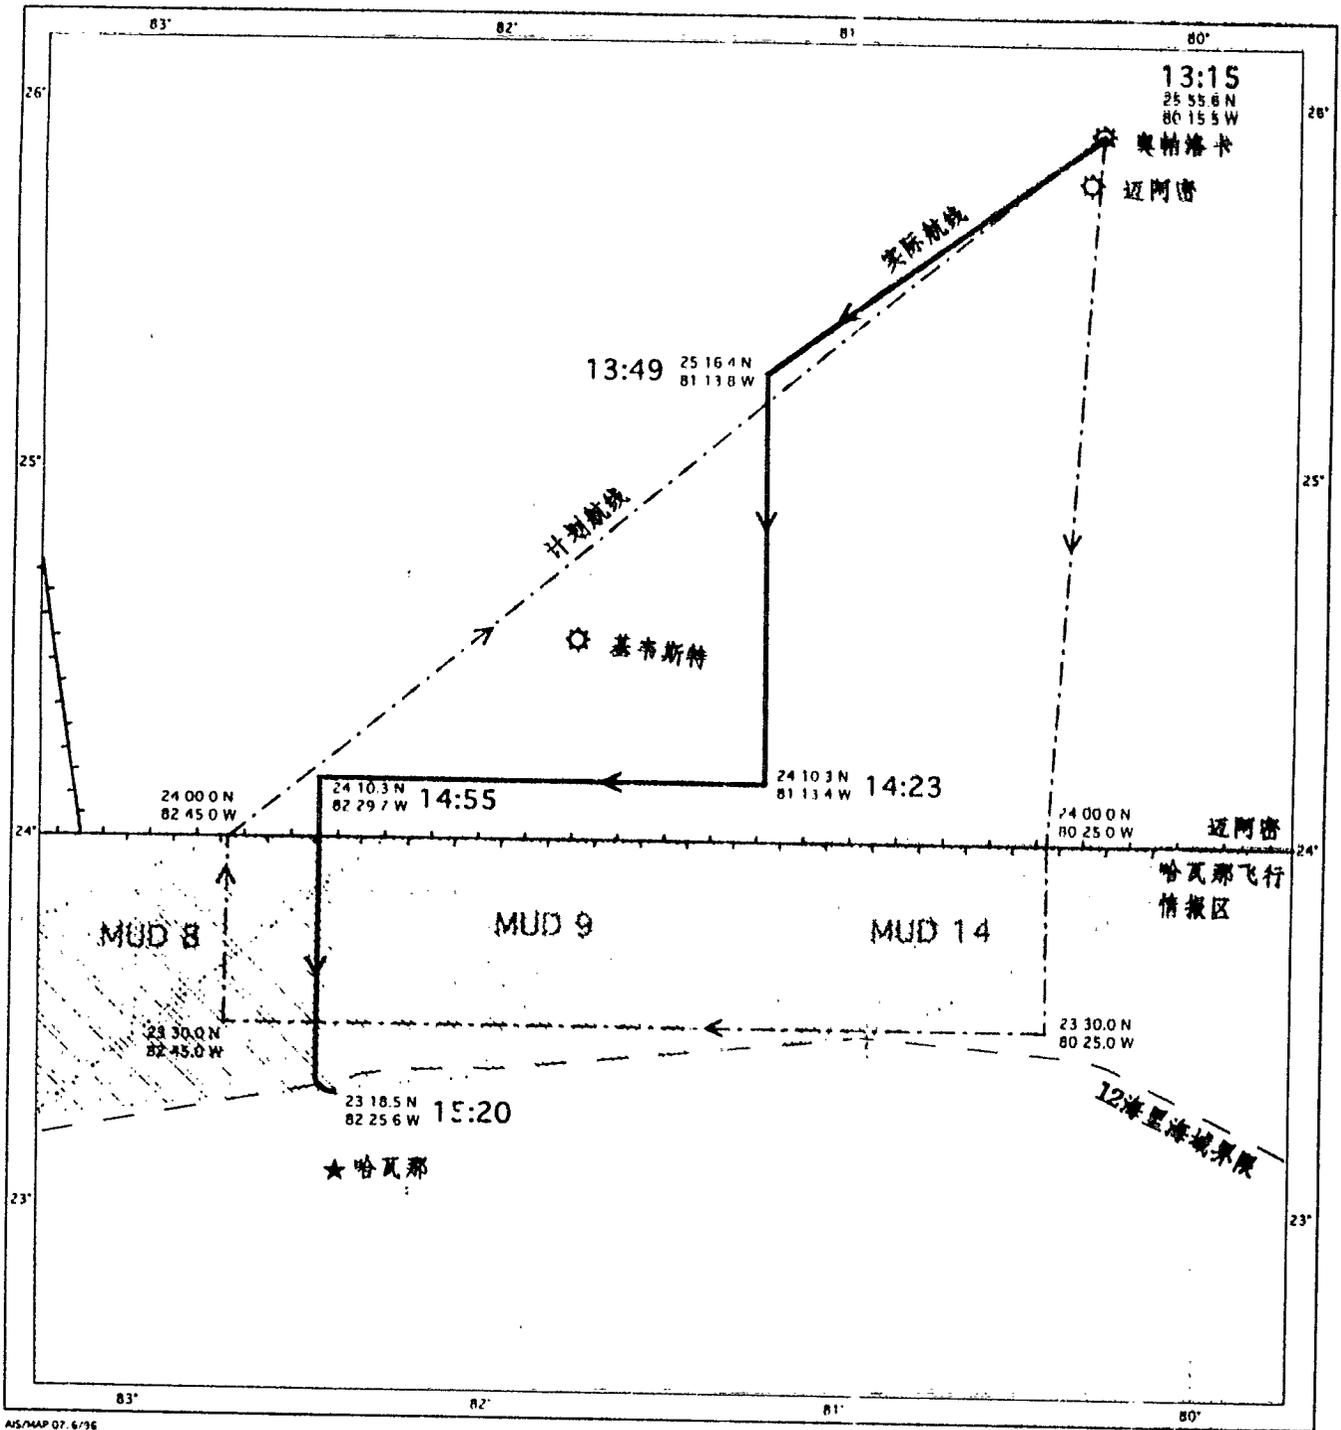 83°
82°
81°
80°
26°
26°
13:15
25 55.6 N
80 15.5 W
奥帕洛卡
迈阿密
实际航线
13:49
25 16 4 N
81 13 8 W
25°
25°
计划航线
基韦斯特
24 10.3 N
82 29.7 W
14:55
24 10 3 N
81 13 4 W
14:23
24 00 0 N
82 45 0 W
24 00 0 N
80 25 0 W
24°
24°
迈阿密
哈瓦那飞行
情报区
MUD 8
MUD 9
MUD 14
23 30.0 N
82 45.0 W
23 30.0 N
80 25.0 W
12海里海域界限
23 18.5 N
82 25 6 W
15:20
哈瓦那
23°
23°
83°
82°
81°
80°
AIS/MAP 07. 6/96